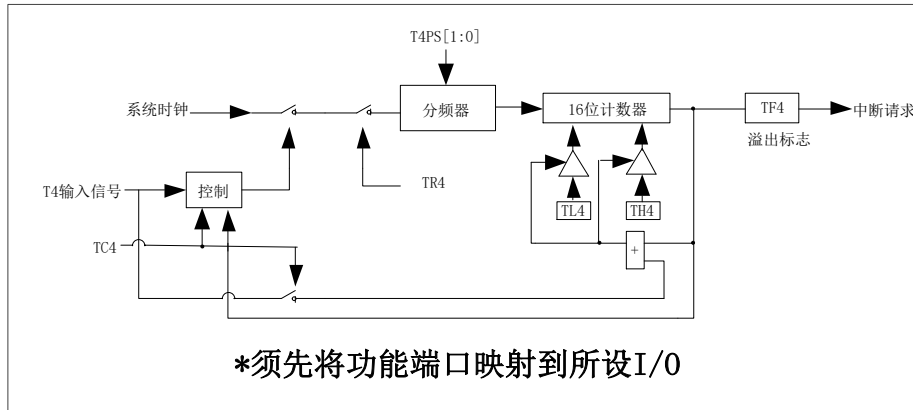 T4PS[1:0]
系统时钟
分频器
16位计数器
TF4
中断请求
溢出标志
T4输入信号
控制
TR4
TL4
TH4
TC4
+
*须先将功能端口映射到所设I/O